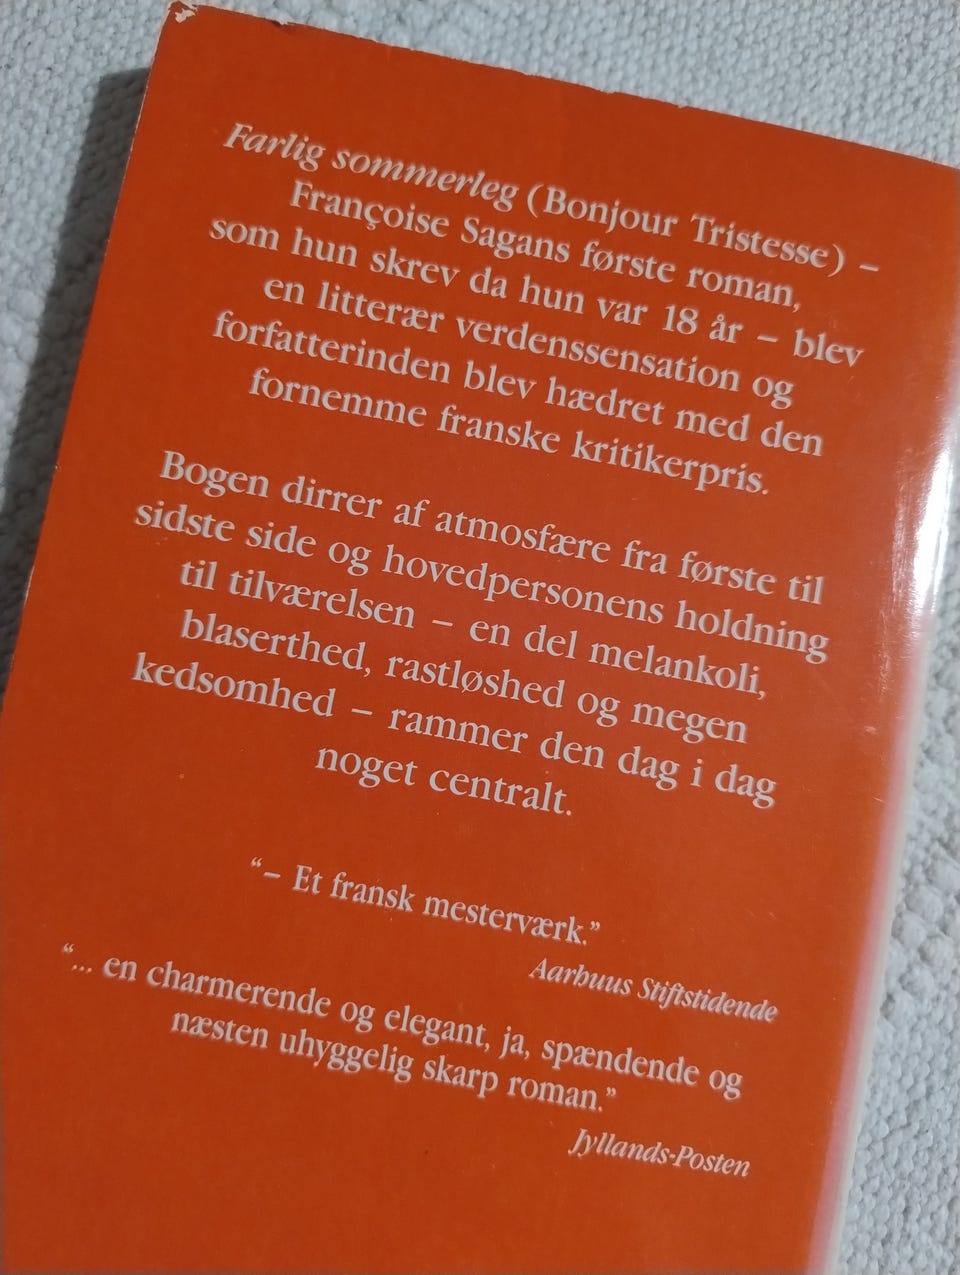 Farlig sommerleg (Bonjour Tristesse) –
Françoise Sagans første roman,
som hun skrev da hun var 18 år – blev
en litterær verdenssensation og
forfatterinden blev hædret med den
fornemme franske kritikerpris.
Bogen dirrer af atmosfære fra første til
sidste side og hovedpersonens holdning
til tilværelsen – en del melankoli,
blaserthed, rastløshed og megen
kedsomhed – rammer den dag i dag
noget centralt.
“– Et fransk mesterværk.”
Aarhuus Stiftstidende
“... en charmerende og elegant, ja, spændende og
næsten uhyggelig skarp roman.”
Jyllands-Posten